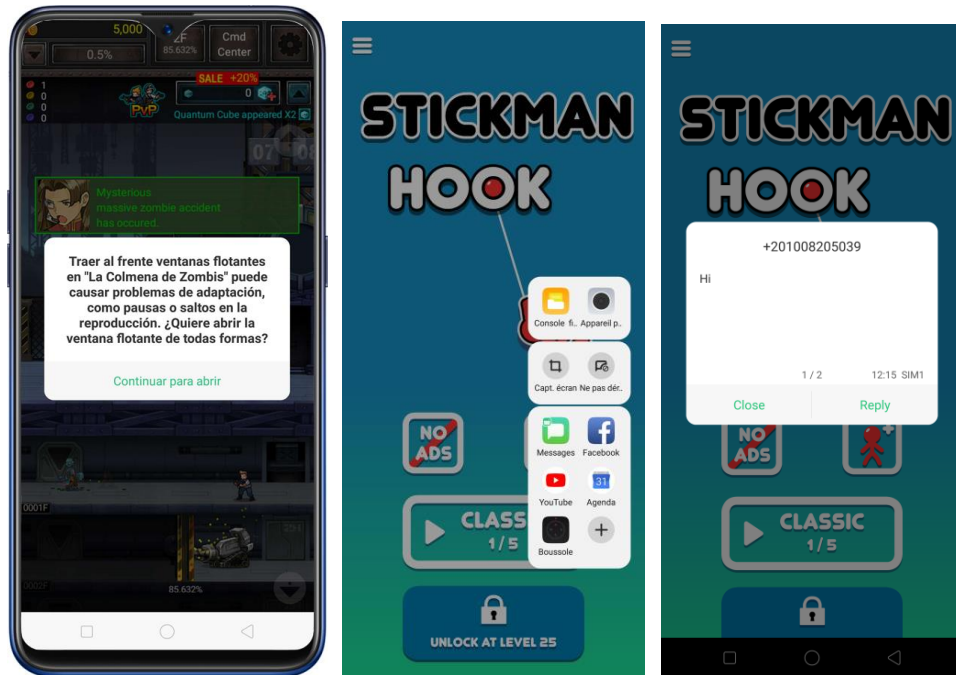 5,000
2F
85.632%
Cmd
Center
0.5%
SALE +20%
1
0
0
0
PvP
0
Quantum Cube appeared X2
07
08
Mysterious
massive zombie accident
has occured.
Traer al frente ventanas flotantes
en "La Colmena de Zombis" puede
causar problemas de adaptación,
como pausas o saltos en la
reproducción. ¿Quiere abrir la
ventana flotante de todas formas?
Continuar para abrir
0001F
0002F
85.632%
STICKMAN
HOOK
Console fi..
Appareil p..
Capt. écran
Ne pas dér..
Messages
Facebook
YouTube
31
Agenda
Boussole
NO
ADS
CLASS
1/5
UNLOCK AT LEVEL 25
STICKMAN
HOOK
+201008205039
Hi
1 / 2
12:15 SIM1
Close
Reply
NO
ADS
CLASSIC
1/5